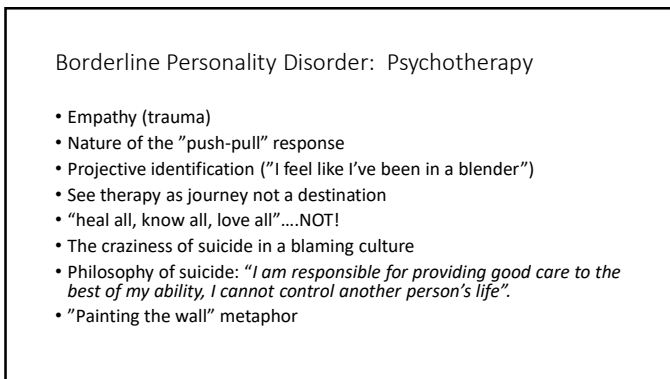 Borderline Personality Disorder: Psychotherapy
• Empathy (trauma)
• Nature of the ”push-pull” response
• Projective identification (”I feel like I’ve been in a blender”)
• See therapy as journey not a destination
• “heal all, know all, love all”….NOT!
• The craziness of suicide in a blaming culture
• Philosophy of suicide: “I am responsible for providing good care to the
best of my ability, I cannot control another person’s life”.
• ”Painting the wall” metaphor